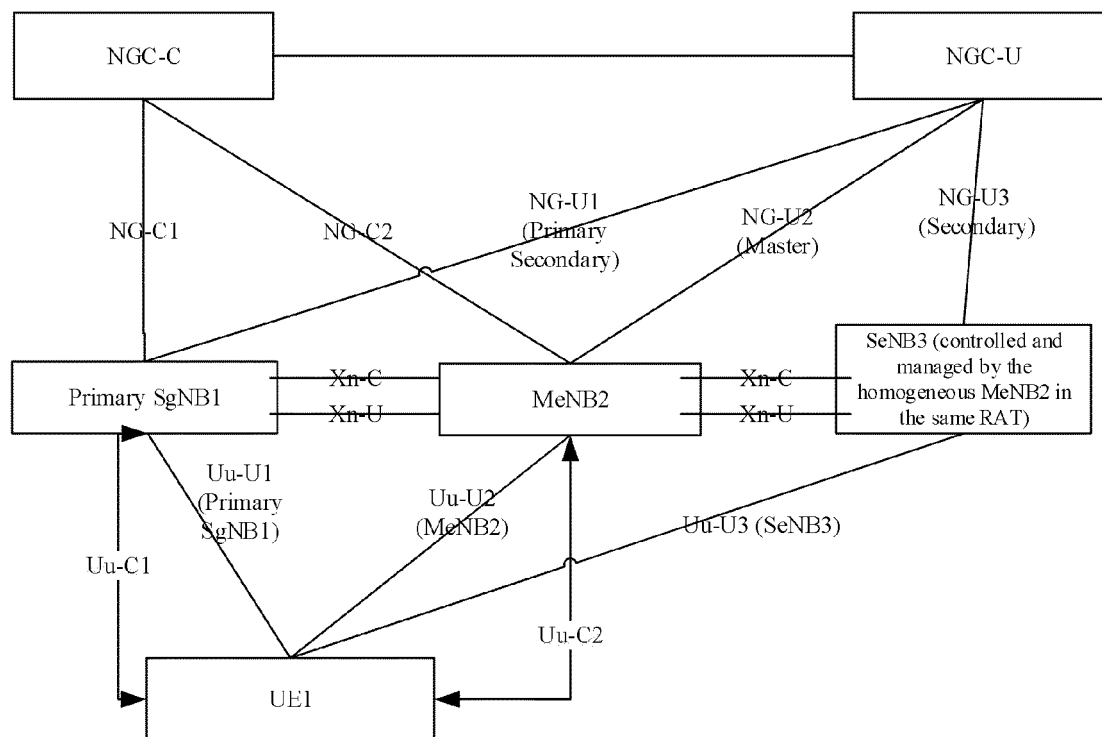 NGC-C
NGC-U
NG-C1
NG-C2
NG-U1
(Primary
Secondary)
NG-U2
(Master)
NG-U3
(Secondary)
Primary SgNB1
Xn-C
Xn-U
MeNB2
Xn-C
Xn-U
SeNB3 (controlled and
managed by the
homogeneous MeNB2 in
the same RAT)
Uu-U1
(Primary
SgNB1)
Uu-U2
(MeNB2)
Uu-U3 (SeNB3)
Uu-C1
Uu-C2
UE1